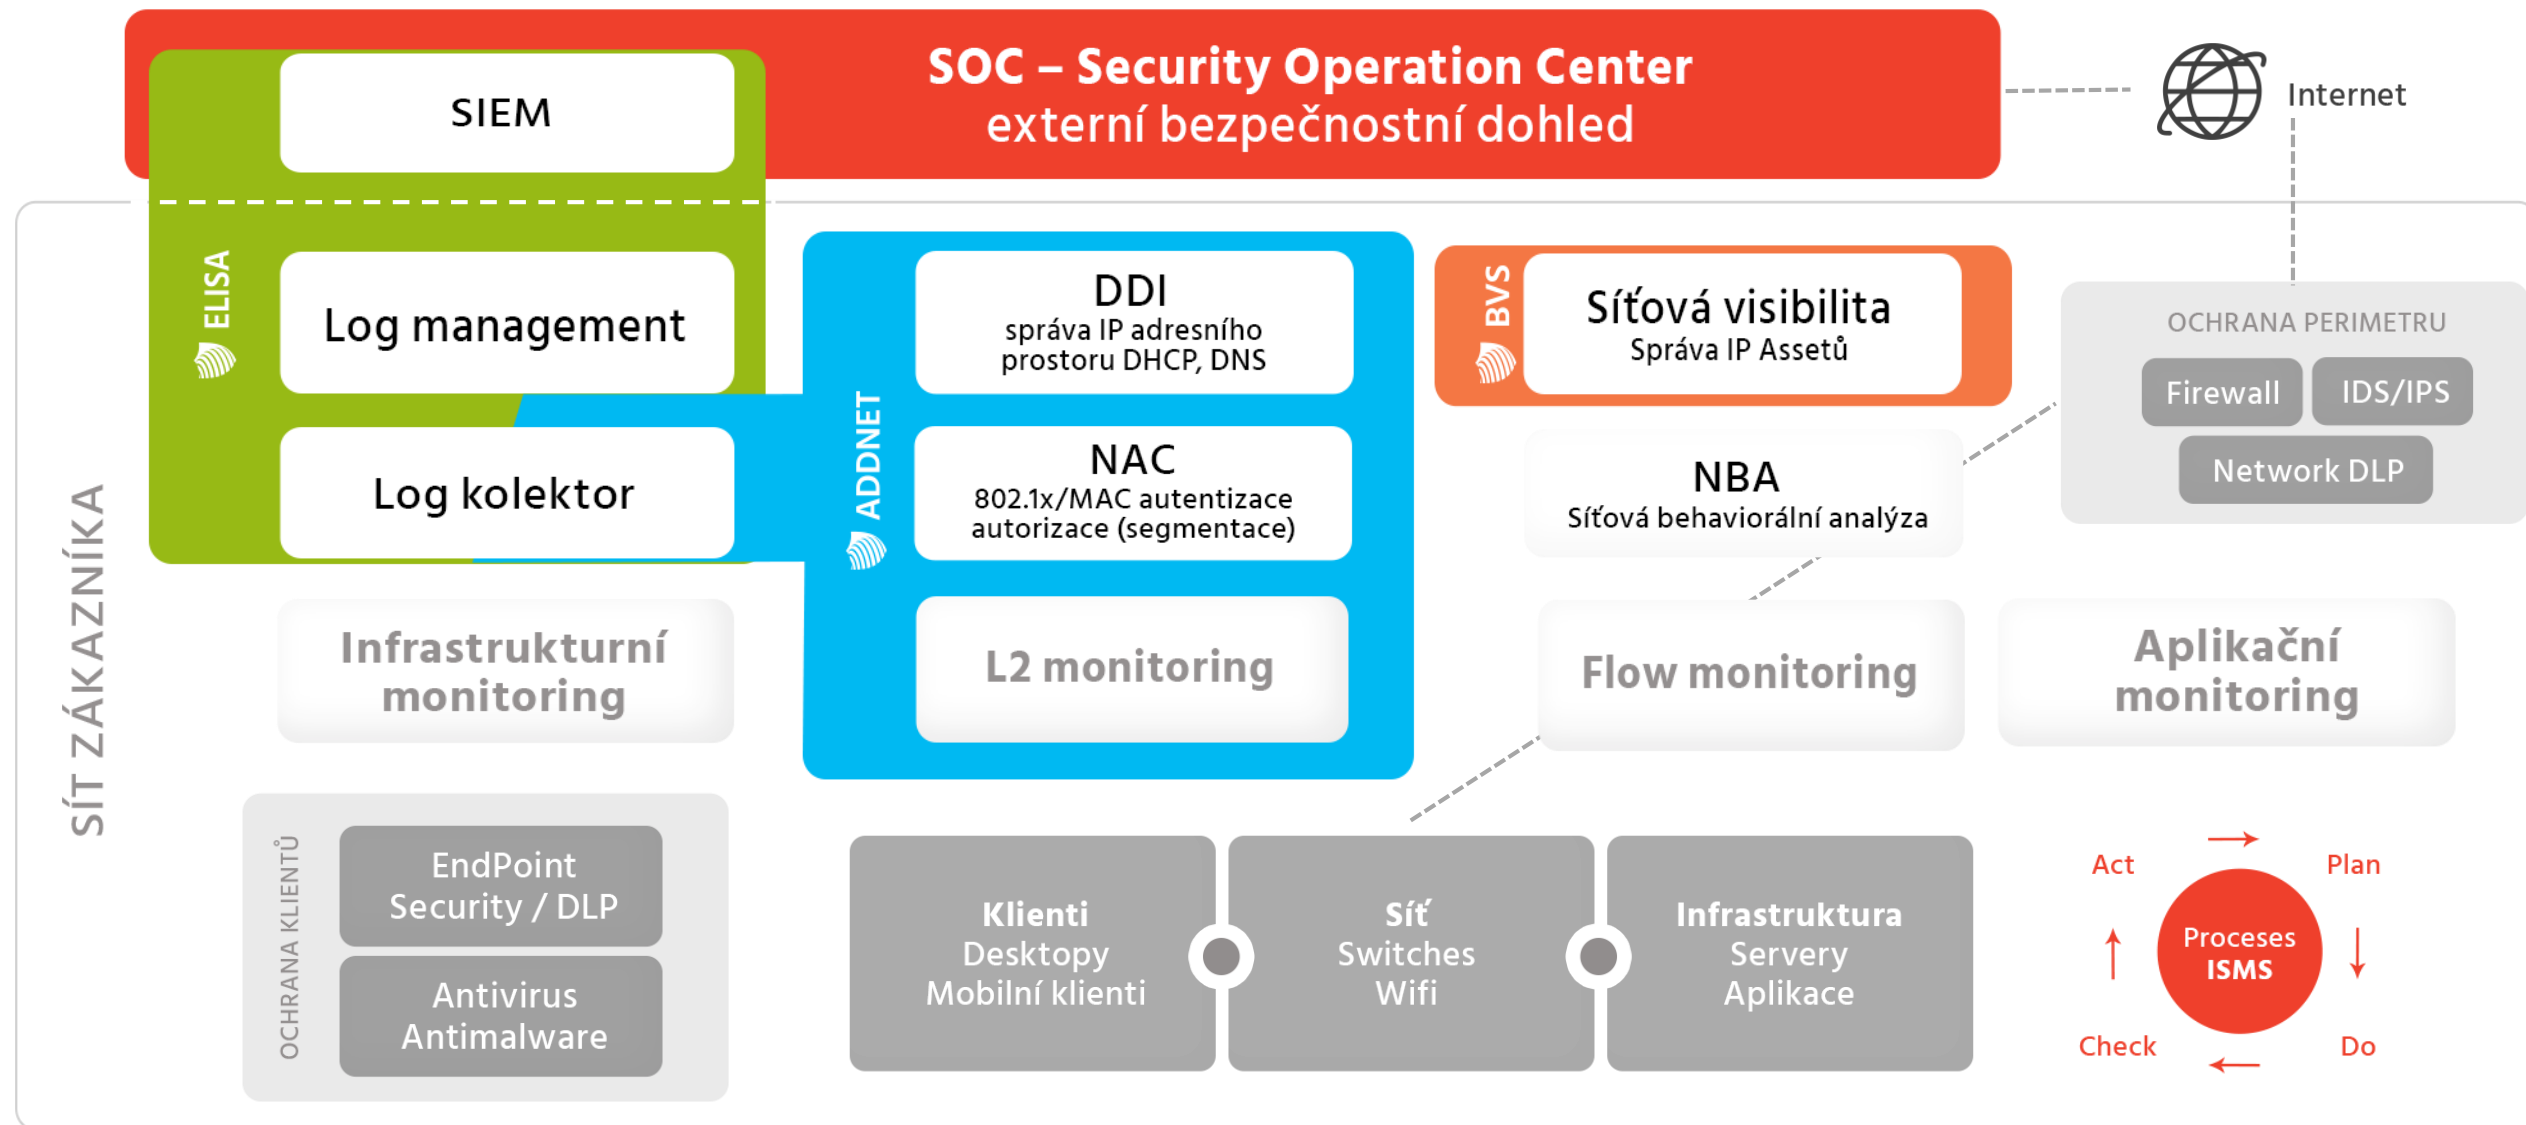 SOC – Security Operation Center
externí bezpečnostní dohled
Internet
SIEM
ELISA
Log management
Log kolektor
ADDNET
DDI
správa IP adresního
prostoru DHCP, DNS
NAC
802.1x/MAC autentizace
autorizace (segmentace)
L2 monitoring
BVS
Síťová visibilita
Správa IP Assetů
NBA
Síťová behaviorální analýza
Flow monitoring
OCHRANA PERIMETRU
Firewall
IDS/IPS
Network DLP
Aplikační
monitoring
Infrastrukturní
monitoring
SÍT ZÁKAZNÍKA
OCHRANA KLIENTŮ
EndPoint
Security / DLP
Antivirus
Antimalware
Klienti
Desktopy
Mobilní klienti
Síť
Switches
Wifi
Infrastruktura
Servery
Aplikace
Act
Plan
Proceses
ISMS
Check
Do